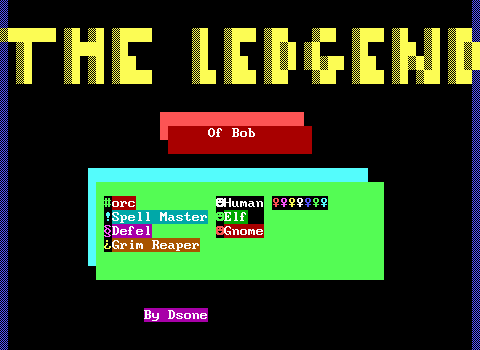 THE LEDGEND
Of Bob
#orc ☻Human ♀♀♀♀♀♀♀
!Spell Master ☻Elf
§Defel ☻Gnome
¿Grim Reaper
By Dsone